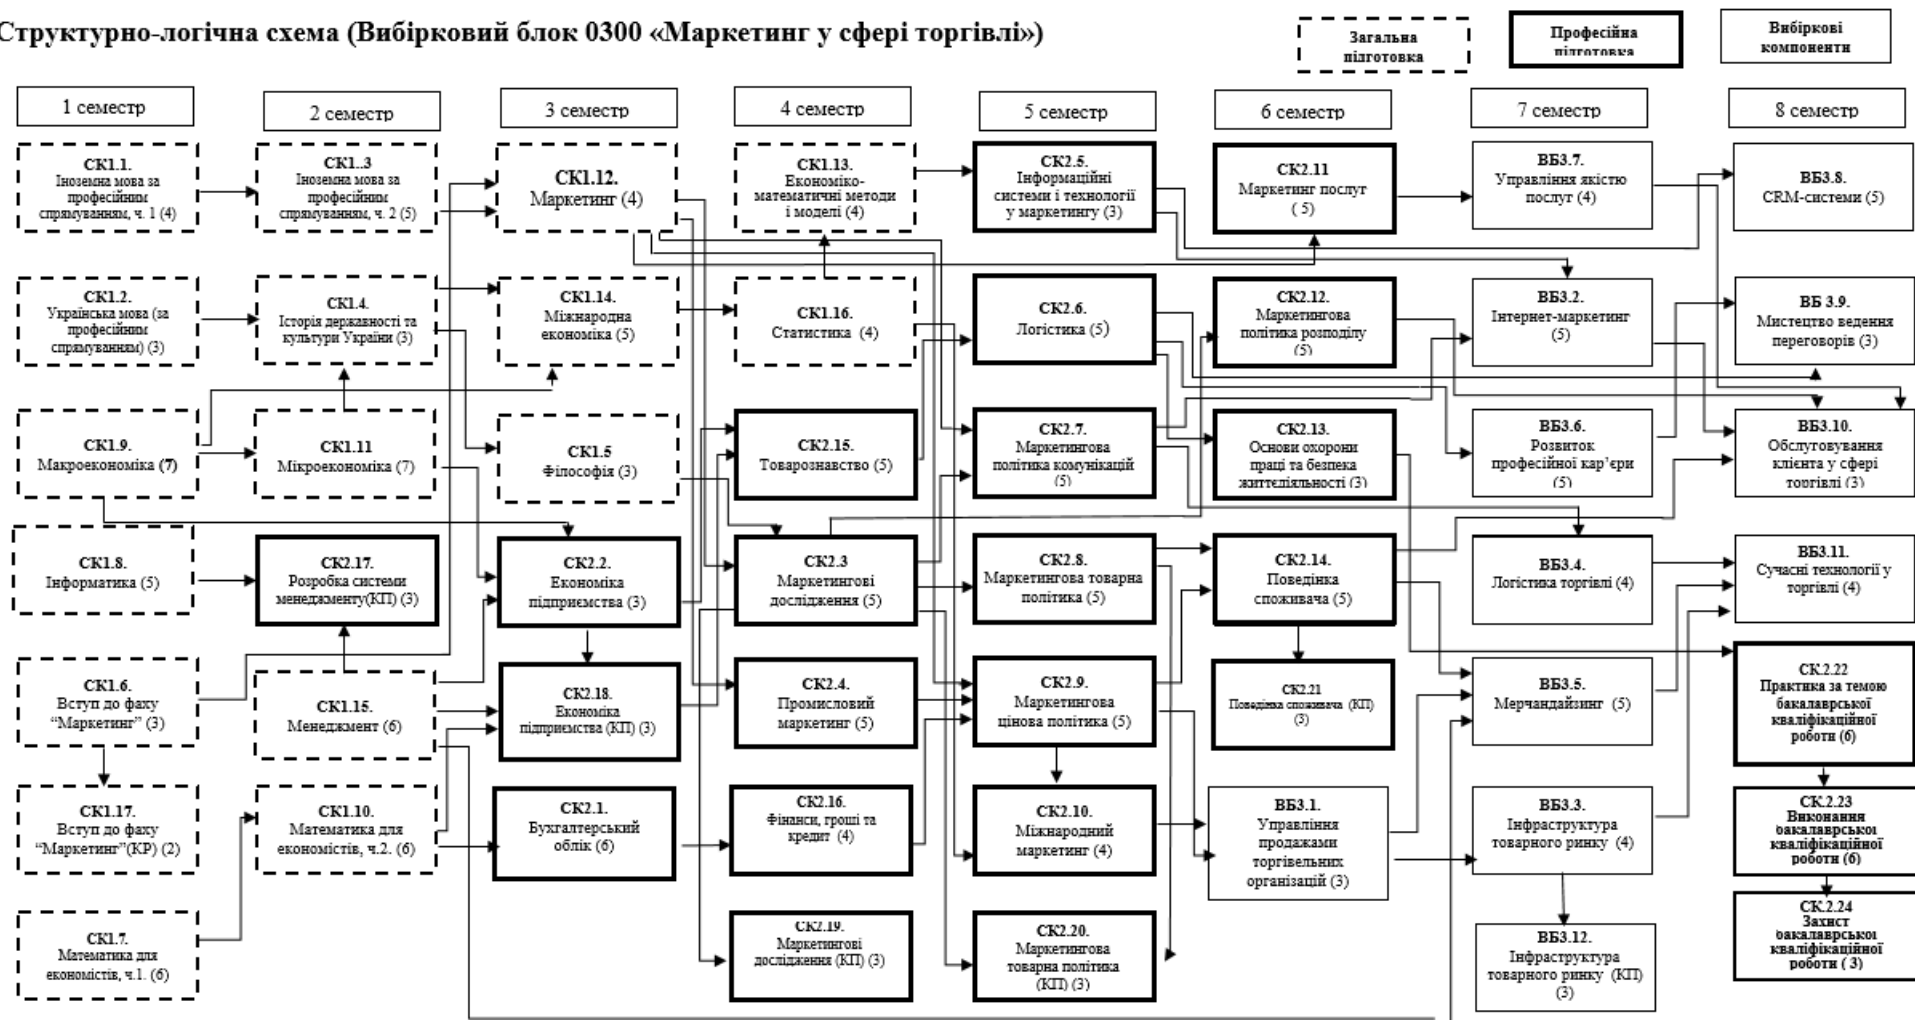 Структурно-логічна схема (Вибірковий блок 0300 «Маркетинг у сфері торгівлі»)
Загальна
підготовка
Професійна
підготовка
Вибіркові
компоненти
1 семестр
2 семестр
3 семестр
4 семестр
5 семестр
6 семестр
7 семестр
8 семестр
СК1.1.
Іноземна мова за
професійним
спрямуванням, ч. 1 (4)
СК1..3
Іноземна мова за
професійним
спрямуванням, ч. 2 (5)
СК1.12.
Маркетинг (4)
СК1.13.
Економіко-
математичні методи
і моделі (4)
СК2.5.
Інформаційні
системи і технології
у маркетингу (3)
СК2.11
Маркетинг послуг
( 5)
ВБ3.7.
Управління якістю
послуг (4)
ВБ3.8.
CRM-системи (5)
СК1.2.
Українська мова (за
професійним
спрямуванням) (3)
СК1.4.
Історія державності та
культури України (3)
СК1.14.
Міжнародна
економіка (5)
СК1.16.
Статистика (4)
СК2.6.
Логістика (5)
СК2.12.
Маркетингова
політика розподілу
(5)
ВБ3.2.
Інтернет-маркетинг
(5)
ВБ 3.9.
Мистецтво ведення
переговорів (3)
СК1.9.
Макроекономіка (7)
СК1.11
Мікроекономіка (7)
СК1.5
Філософія (3)
СК2.15.
Товарознавство (5)
СК2.7.
Маркетингова
політика комунікацій
(5)
СК2.13.
Основи охорони
праці та безпека
життєдіяльності (3)
ВБ3.6.
Розвиток
професійної кар’єри
(5)
ВБ3.10.
Обслуговування
клієнта у сфері
торгівлі (3)
СК1.8.
Інформатика (5)
СК2.17.
Розробка системи
менеджменту(КП) (3)
СК2.2.
Економіка
підприємства (3)
СК2.3
Маркетингові
дослідження (5)
СК2.8.
Маркетингова товарна
політика (5)
СК2.14.
Поведінка
споживача (5)
ВБ3.4.
Логістика торгівлі (4)
ВБ3.11.
Сучасні технології у
торгівлі (4)
СК1.6.
Вступ до фаху
“Маркетинг” (3)
СК1.15.
Менеджмент (6)
СК2.18.
Економіка
підприємства (КП) (3)
СК2.4.
Промисловий
маркетинг (5)
СК2.9.
Маркетингова
цінова політика (5)
СК2.21
Поведінка споживача (КП)
(3)
ВБ3.5.
Мерчандайзинг (5)
СК.2.22
Практика за темою
бакалаврської
кваліфікаційної
роботи (6)
СК1.17.
Вступ до фаху
“Маркетинг”(КР) (2)
СК1.10.
Математика для
економістів, ч.2. (6)
СК2.1.
Бухгалтерський
облік (6)
СК2.16.
Фінанси, гроші та
кредит (4)
СК2.10.
Міжнародний
маркетинг (4)
ВБ3.1.
Управління
продажами
торгівельних
організацій (3)
ВБ3.3.
Інфраструктура
товарного ринку (4)
СК.2.23
Виконання
бакалаврської
кваліфікаційної
роботи (6)
СК1.7.
Математика для
економістів, ч.1. (6)
СК2.19.
Маркетингові
дослідження (КП) (3)
СК2.20.
Маркетингова
товарна політика
(КП) (3)
ВБ3.12.
Інфраструктура
товарного ринку (КП)
(3)
СК.2.24
Захист
бакалаврської
кваліфікаційної
роботи ( 3)